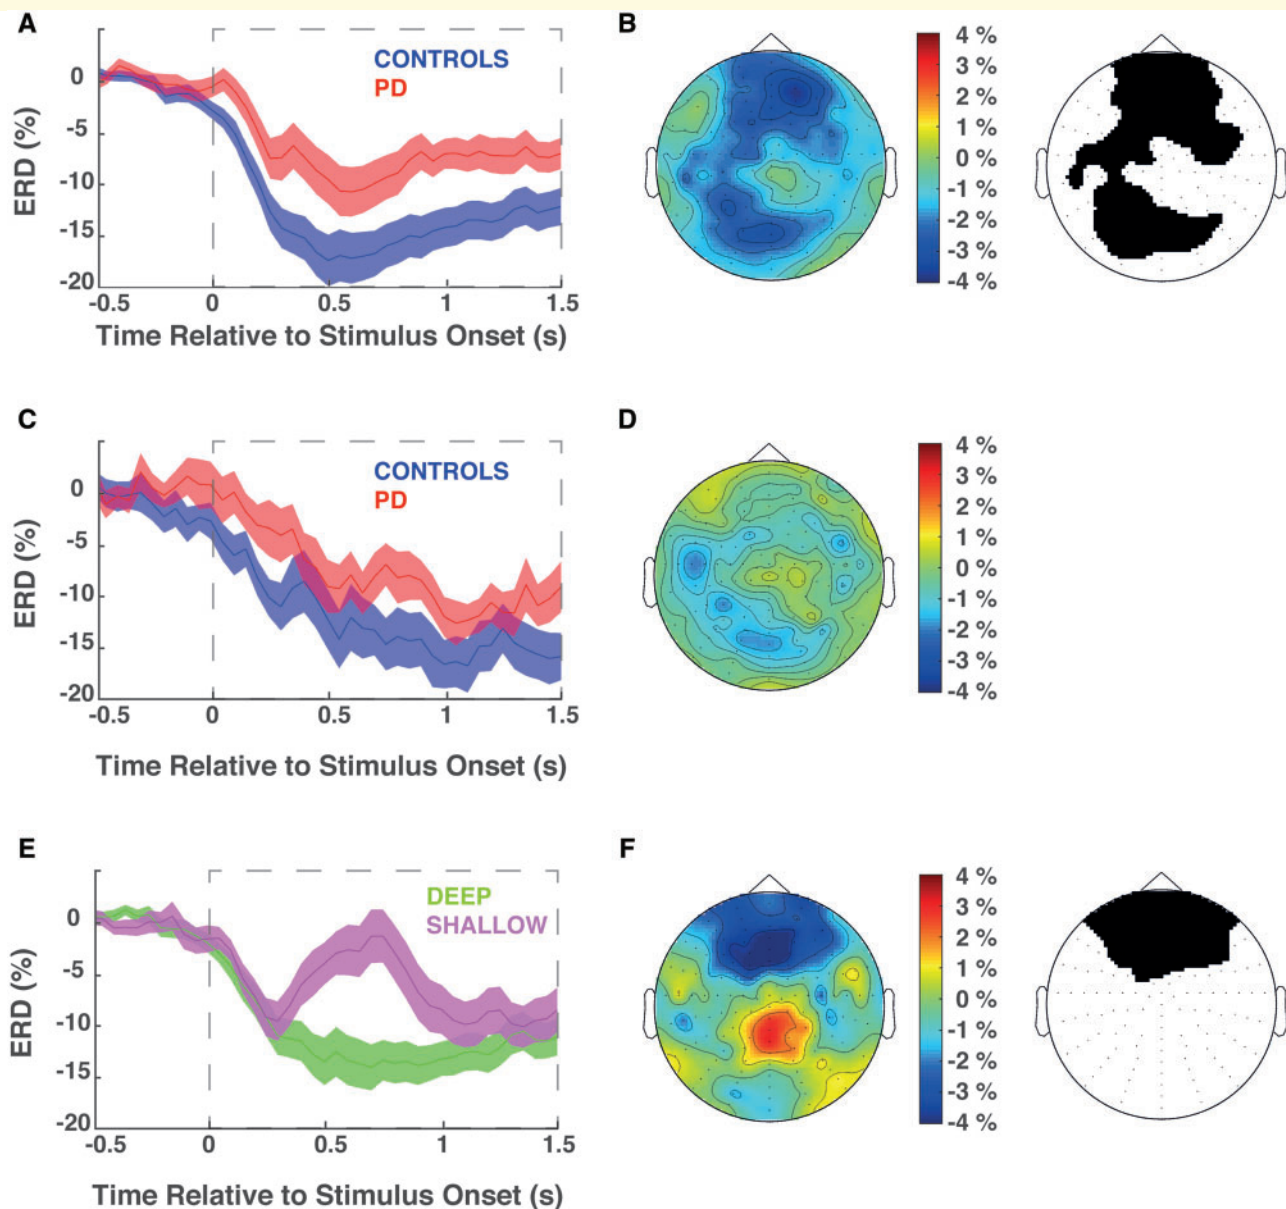 A
B
CONTROLS
PD
0
-5
-10
-15
-20
ERD (%)
-0.5 0 0.5 1 1.5
Time Relative to Stimulus Onset (s)
4 %
3 %
2 %
1 %
0 %
-1 %
-2 %
-3 %
-4 %
C
D
CONTROLS
PD
0
-5
-10
-15
-20
ERD (%)
-0.5 0 0.5 1 1.5
Time Relative to Stimulus Onset (s)
4 %
3 %
2 %
1 %
0 %
-1 %
-2 %
-3 %
-4 %
E
F
DEEP
SHALLOW
0
-5
-10
-15
-20
ERD (%)
-0.5 0 0.5 1 1.5
Time Relative to Stimulus Onset (s)
4 %
3 %
2 %
1 %
0 %
-1 %
-2 %
-3 %
-4 %